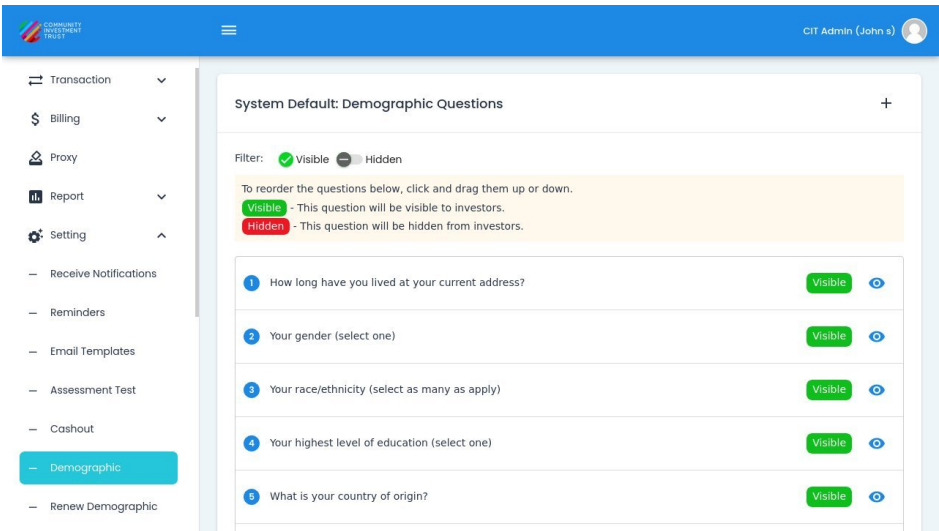 COMMUNITY
INVESTMENT
TRUST
CIT Admin (John s)
Transaction
Billing
Proxy
Report
Setting
Receive Notifications
Reminders
Email Templates
Assessment Test
Cashout
Demographic
Renew Demographic
System Default: Demographic Questions
Filter: Visible Hidden
To reorder the questions below, click and drag them up or down.
Visible - This question will be visible to investors.
Hidden - This question will be hidden from investors.
1 How long have you lived at your current address? Visible
2 Your gender (select one) Visible
3 Your race/ethnicity (select as many as apply) Visible
4 Your highest level of education (select one) Visible
5 What is your country of origin? Visible